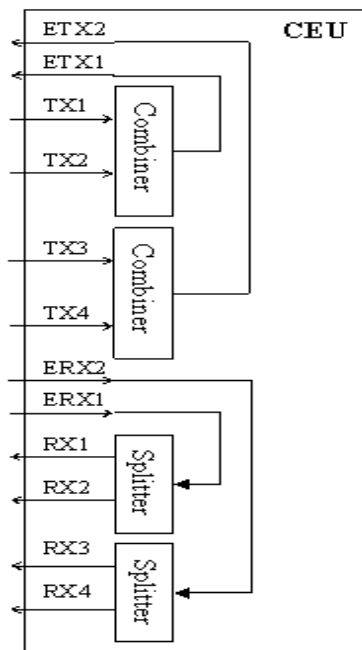 ETX2
CEU
ETX1
TX1
Combiner
TX2
TX3
Combiner
TX4
ERX2
ERX1
RX1
Splitter
RX2
RX3
Splitter
RX4